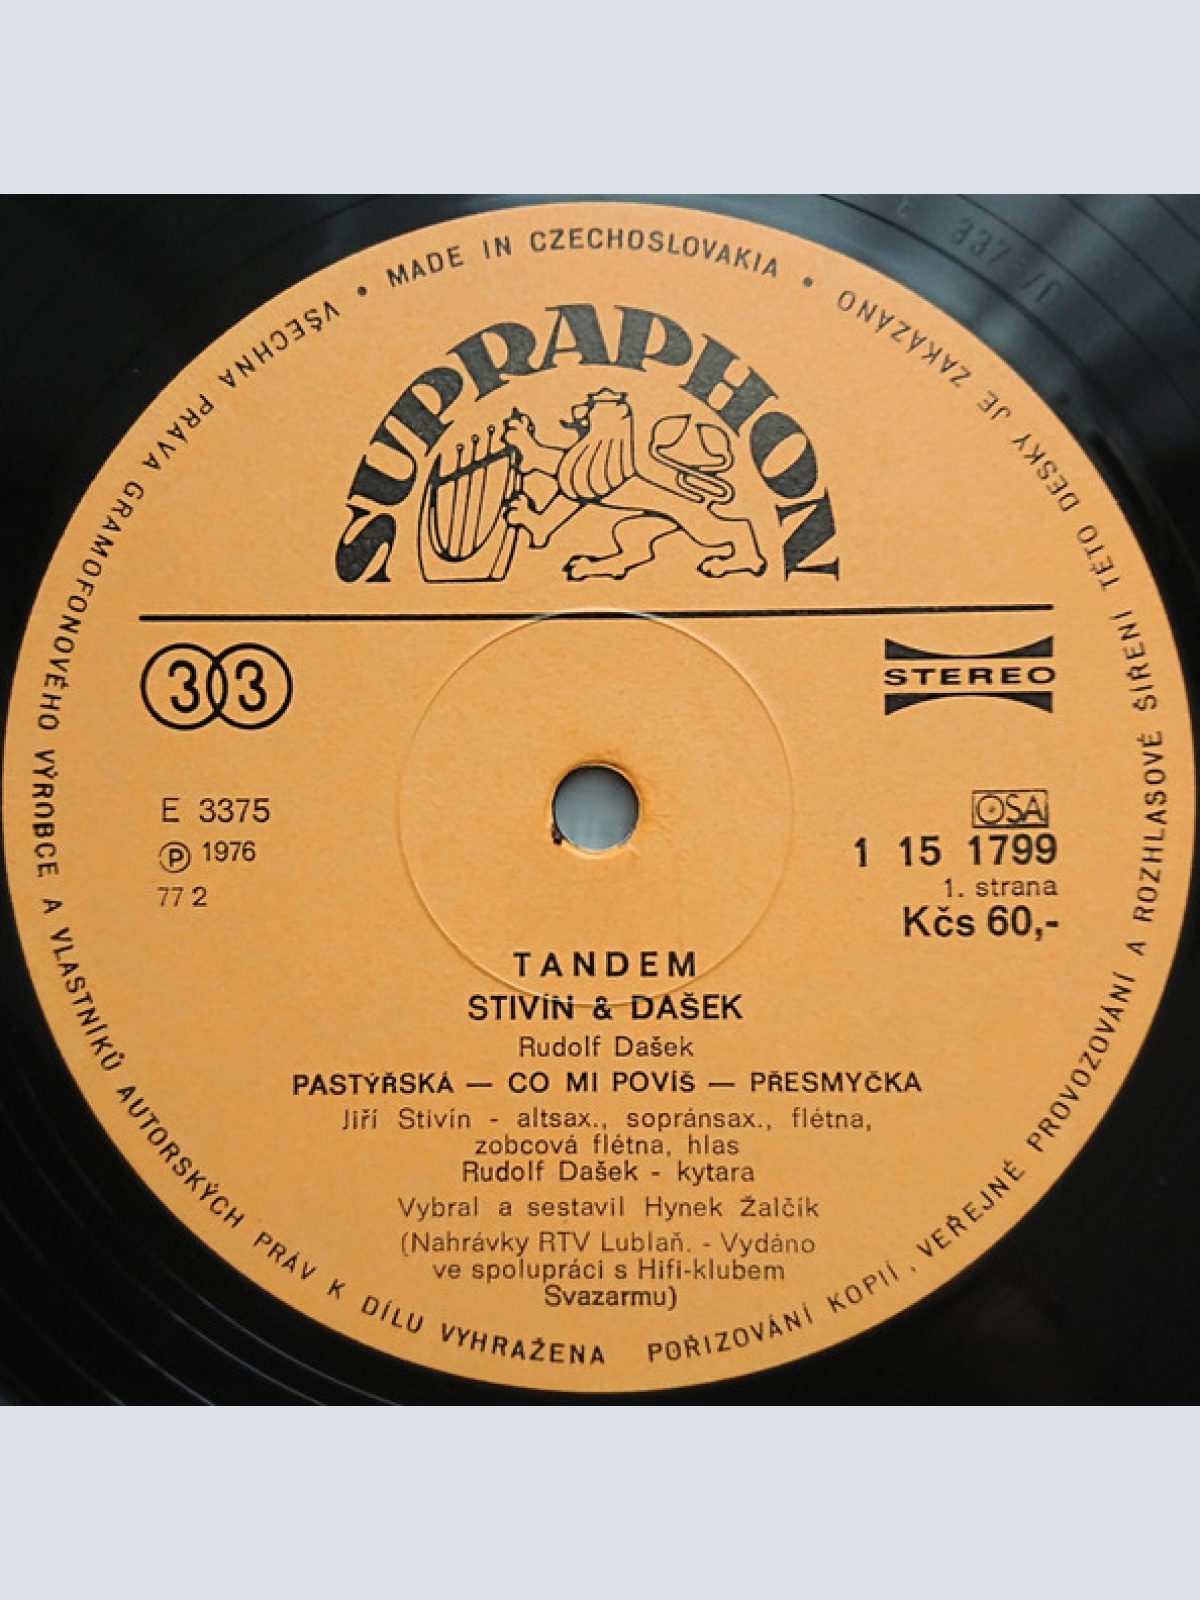 VŠECHNA PRÁVA GRAMOFONOVÉHO VÝROBCE A VLASTNÍKŮ AUTORSKÝCH PRÁV K DÍLU VYHRAŽENA
POŘIZOVÁNÍ KOPIÍ, VEŘEJNÉ PROVOZOVÁNÍ A ROZHLASOVÉ ŠÍŘENÍ TÉTO DESKY JE ZAKÁZÁNO
• MADE IN CZECHOSLOVAKIA •
SUPRAPHON
33
STEREO
E 3375
Ⓟ 1976
77 2
OSA
1 15 1799
1. strana
Kčs 60,-
TANDEM
STIVÍN & DAŠEK
Rudolf Dašek
PASTÝŘSKÁ — CO MI POVÍŠ — PŘESMYČKA
Jiří Stivín - altsax., sopránsax., flétna,
zobcová flétna, hlas
Rudolf Dašek - kytara
Vybral a sestavil Hynek Žalčík
(Nahrávky RTV Lublaň. - Vydáno
ve spolupráci s Hifi-klubem
Svazarmu)